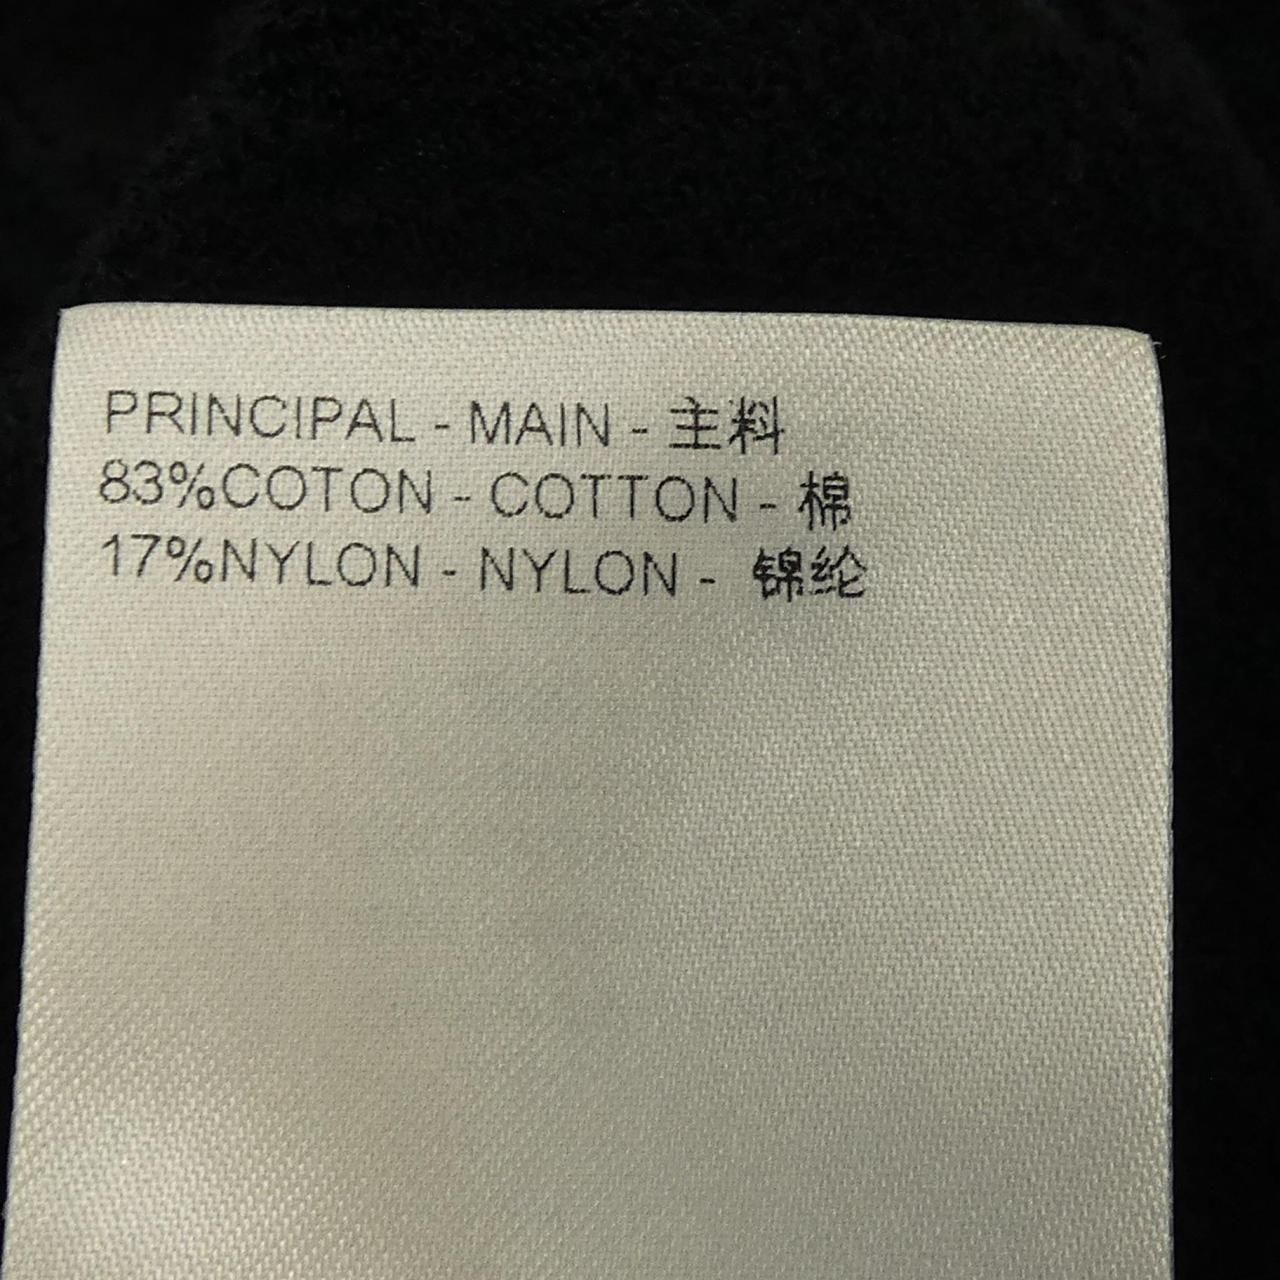 PRINCIPAL - MAIN - 主料
83%COTON - COTTON - 棉
17%NYLON - NYLON - 锦纶